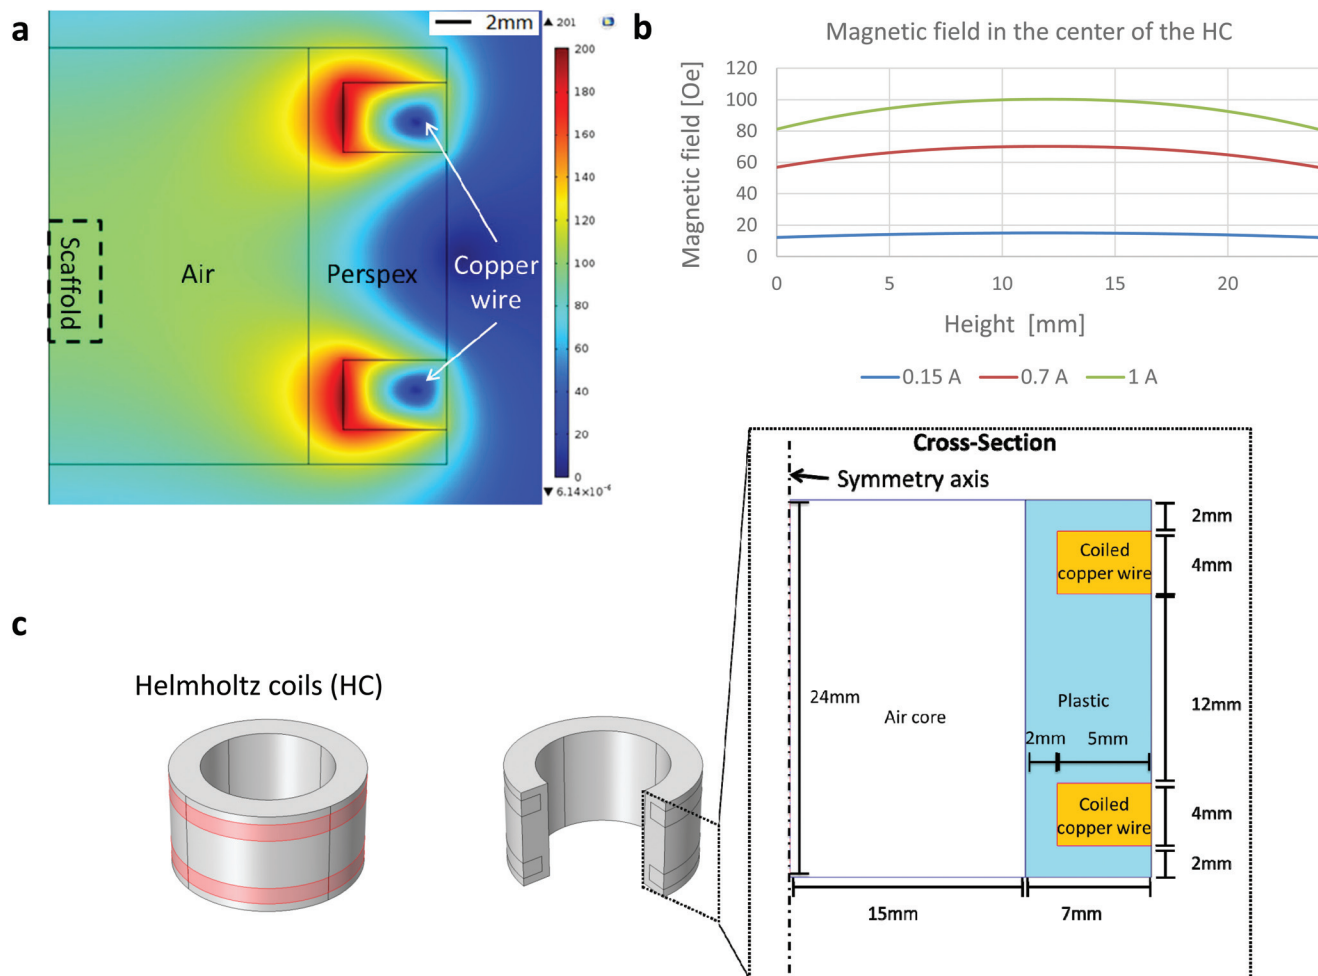 a
2mm
▲ 201
200
180
160
140
120
100
80
60
40
20
0
▼ 6.14×10⁻⁴
Scaffold
Air
Perspex
Copper
wire
b
Magnetic field in the center of the HC
Magnetic field [Oe]
120
100
80
60
40
20
0
0
5
10
15
20
Height [mm]
0.15 A
0.7 A
1 A
c
Helmholtz coils (HC)
Cross-Section
Symmetry axis
24mm
Air core
Plastic
Coiled
copper wire
2mm
5mm
Coiled
copper wire
2mm
4mm
12mm
4mm
2mm
15mm
7mm